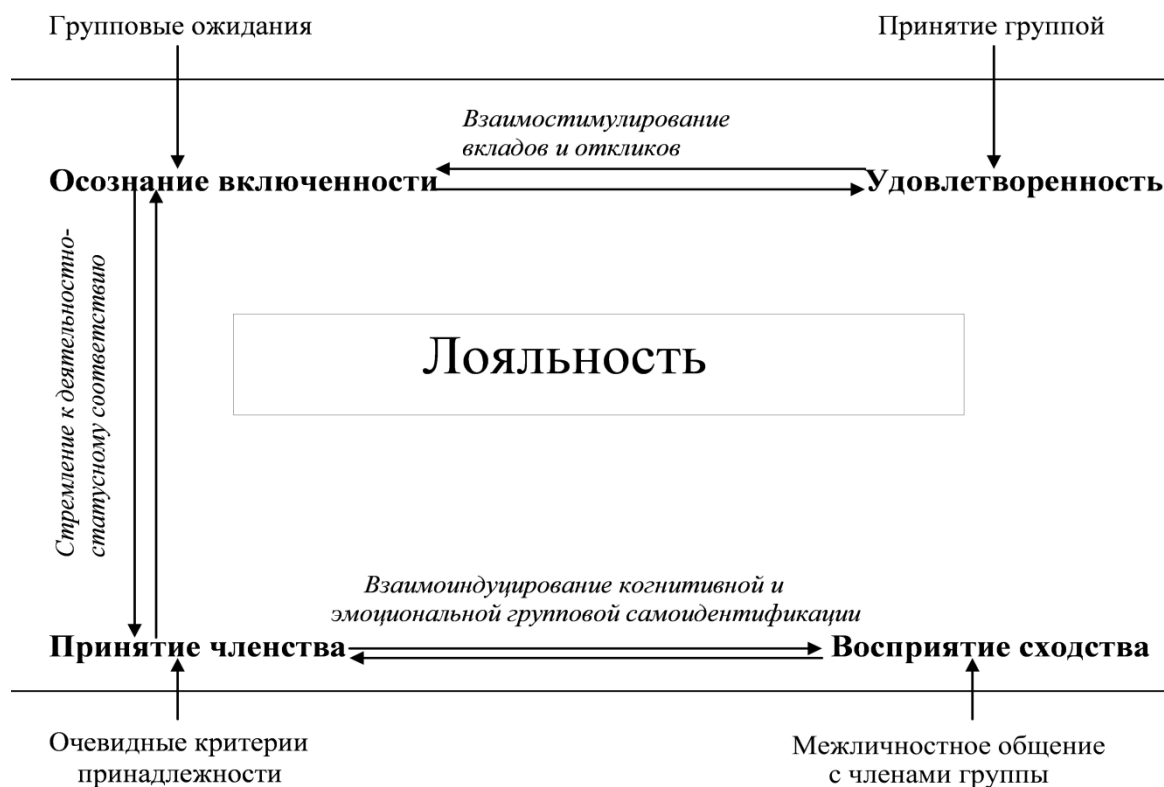 Групповые ожидания
Принятие группой
Взаимостимулирование
вкладов и откликов
Осознание включенности
Удовлетворенность
Стремление к деятельностно-
статусному соответствию
Лояльность
Взаимоиндуцирование когнитивной и
эмоциональной групповой самоидентификации
Принятие членства
Восприятие сходства
Очевидные критерии
принадлежности
Межличностное общение
с членами группы